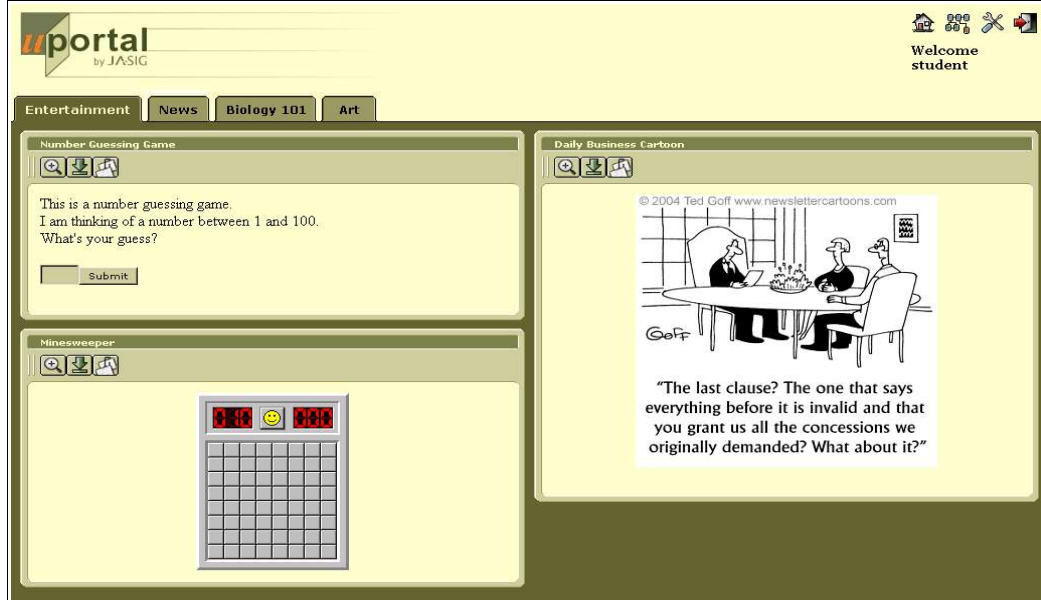 uportal
by JA-SIG
Welcome
student
Entertainment News Biology 101 Art
Number Guessing Game
This is a number guessing game.
I am thinking of a number between 1 and 100.
What's your guess?
Submit
Minesweeper
Daily Business Cartoon
© 2004 Ted Goff www.newslettercartoons.com
Goff
"The last clause? The one that says
everything before it is invalid and that
you grant us all the concessions we
originally demanded? What about it?"